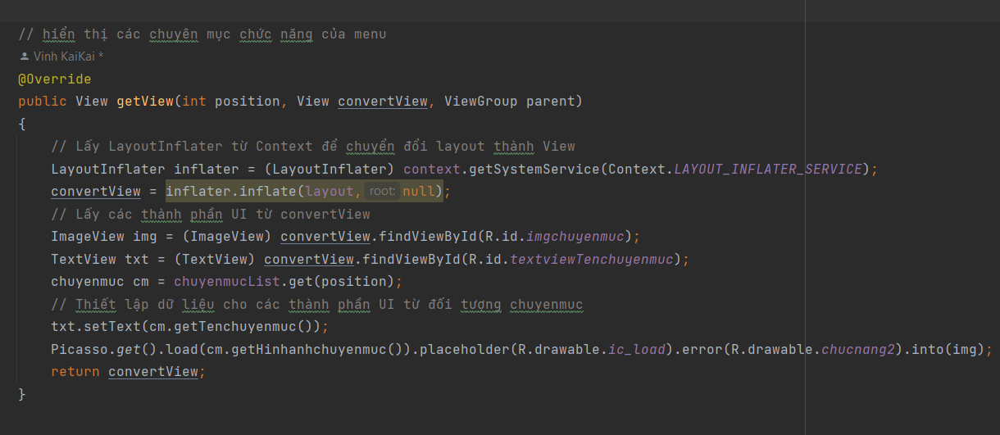 // hiển thị các chuyên mục chức năng của menu
Vinh KaiKai *
@Override
public View getView(int position, View convertView, ViewGroup parent)
{
// Lấy LayoutInflater từ Context để chuyển đổi layout thành View
LayoutInflater inflater = (LayoutInflater) context.getSystemService(Context.LAYOUT_INFLATER_SERVICE);
convertView = inflater.inflate(layout, root: null);
// Lấy các thành phần UI từ convertView
ImageView img = (ImageView) convertView.findViewById(R.id.imgchuyenmuc);
TextView txt = (TextView) convertView.findViewById(R.id.textviewTenchuyenmuc);
chuyenmuc cm = chuyenmucList.get(position);
// Thiết lập dữ liệu cho các thành phần UI từ đối tượng chuyenmuc
txt.setText(cm.getTenchuyenmuc());
Picasso.get().load(cm.getHinhanhchuyenmuc()).placeholder(R.drawable.ic_load).error(R.drawable.chucnang2).into(img);
return convertView;
}